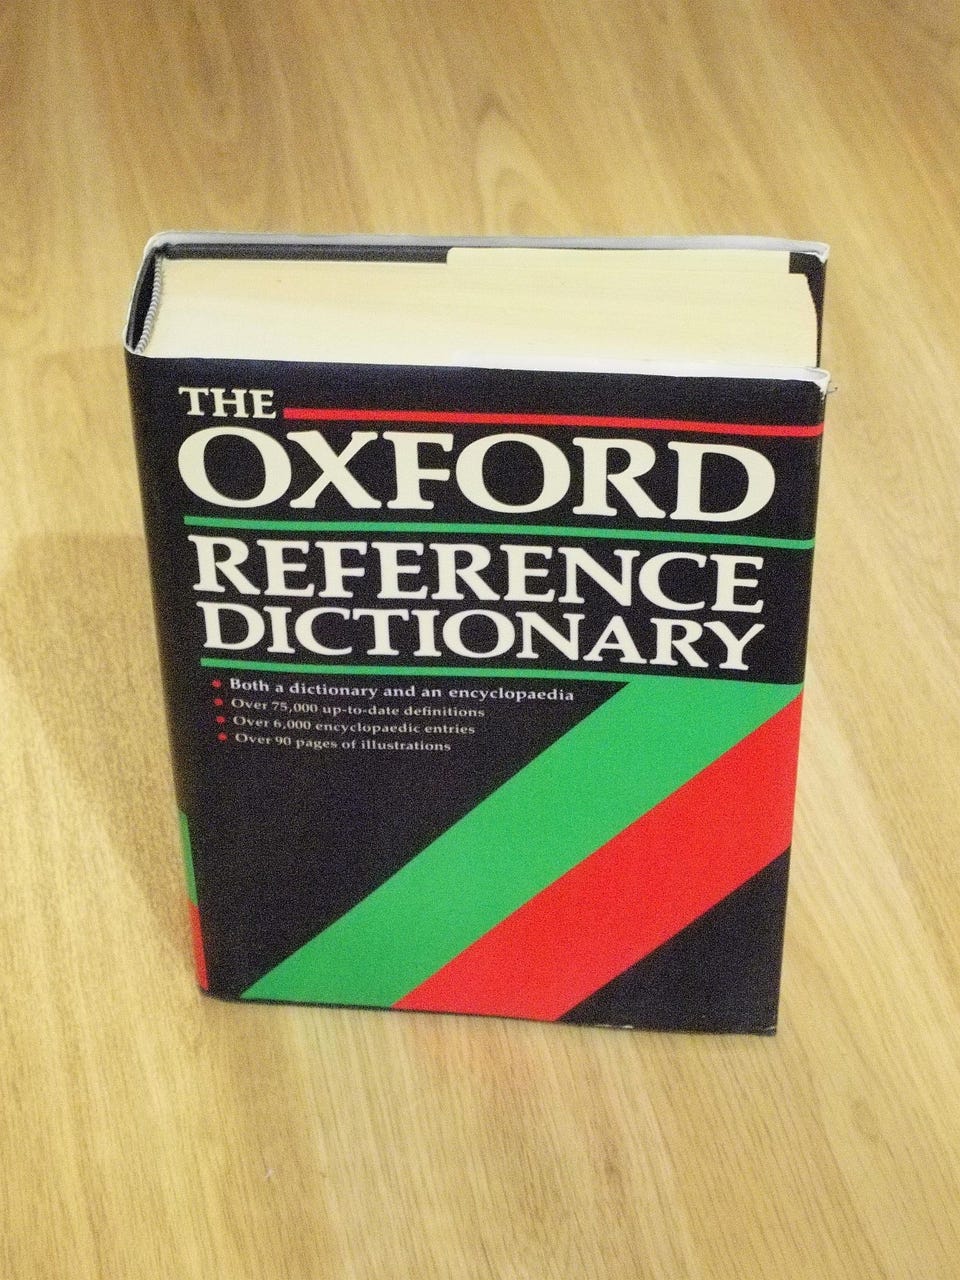 THE
OXFORD
REFERENCE
DICTIONARY
• Both a dictionary and an encyclopaedia
• Over 75,000 up-to-date definitions
• Over 6,000 encyclopaedic entries
• Over 90 pages of illustrations